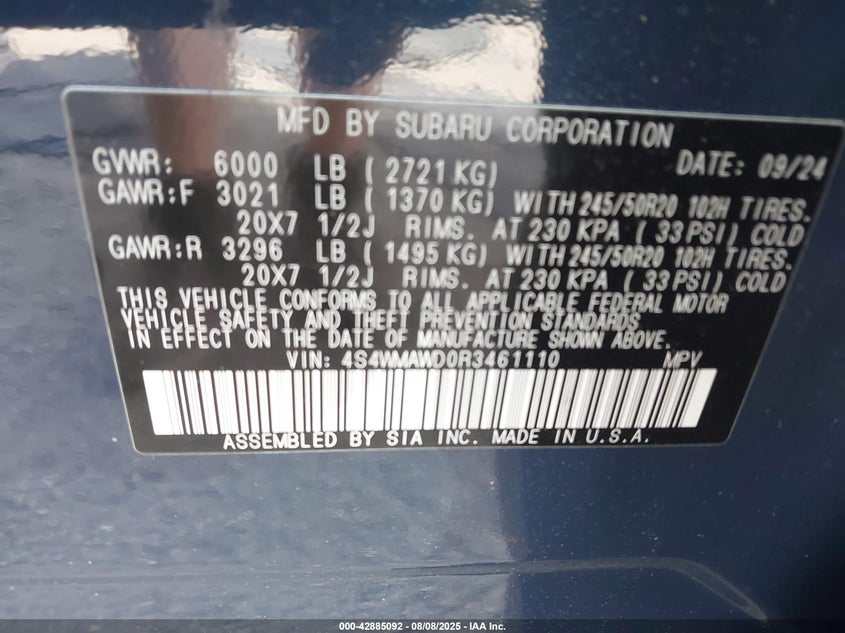 MFD BY SUBARU CORPORATION
GVWR: 6000 LB ( 2721 KG) DATE: 09/24
GAWR:F 3021 LB ( 1370 KG) WITH 245/50R20 102H TIRES.
20X7 1/2J RIMS. AT 230 KPA ( 33 PSI) COLD
GAWR:R 3296 LB ( 1495 KG) WITH 245/50R20 102H TIRES.
20X7 1/2J RIMS. AT 230 KPA ( 33 PSI) COLD
THIS VEHICLE CONFORMS TO ALL APPLICABLE FEDERAL MOTOR
VEHICLE SAFETY AND THEFT PREVENTION STANDARDS
IN EFFECT ON THE DATE OF MANUFACTURE SHOWN ABOVE.
VIN: 4S4WMAWD0R3461110 MPV
ASSEMBLED BY SIA INC. MADE IN U.S.A.
000-42885092 - 08/08/2025 - IAA Inc.